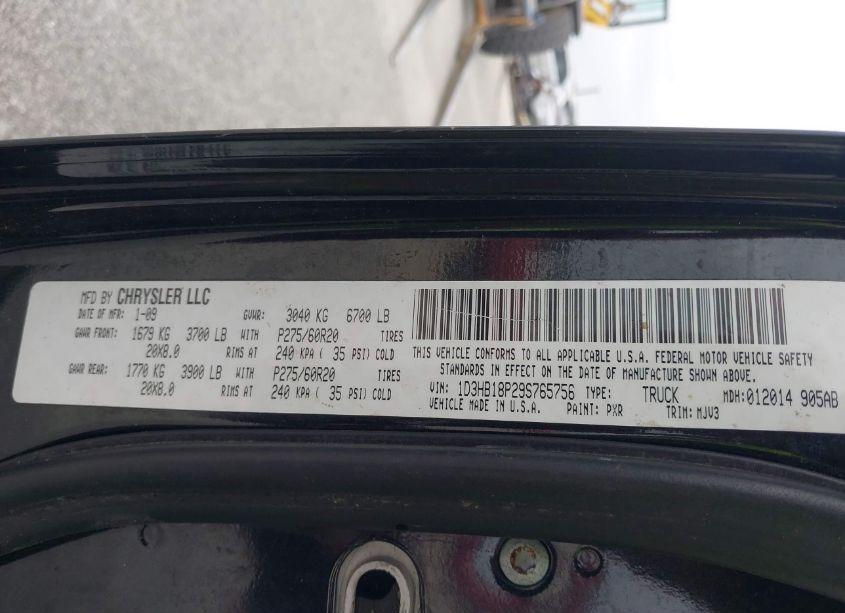 MFD BY CHRYSLER LLC
DATE OF MFR: 1-09 GVWR: 3040 KG 6700 LB
GAWR FRONT: 1679 KG 3700 LB WITH P275/60R20 TIRES
20X8.0 RIMS AT 240 KPA ( 35 PSI) COLD
GAWR REAR: 1770 KG 3900 LB WITH P275/60R20 TIRES
20X8.0 RIMS AT 240 KPA ( 35 PSI) COLD
THIS VEHICLE CONFORMS TO ALL APPLICABLE U.S.A. FEDERAL MOTOR VEHICLE SAFETY
STANDARDS IN EFFECT ON THE DATE OF MANUFACTURE SHOWN ABOVE.
VIN: 1D3HB18P29S765756 TYPE: TRUCK MDH:012014 905AB
VEHICLE MADE IN U.S.A. PAINT: PXR TRIM: MJV3